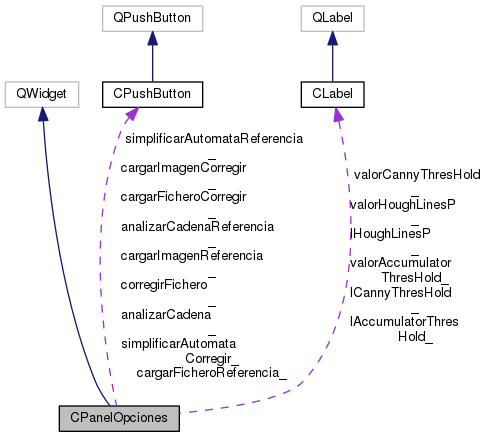 QPushButton
QLabel
QWidget
CPushButton
CLabel
simplificarAutomataReferencia
_
cargarImagenCorregir
_
cargarFicheroCorregir
_
analizarCadenaReferencia
_
cargarImagenReferencia
_
corregirFichero
_
analizarCadena
_
simplificarAutomata
Corregir_
cargarFicheroReferencia_
valorCannyThresHold
_
valorHoughLinesP
_
lHoughLinesP
_
valorAccumulator
ThresHold_
lCannyThresHold
_
lAccumulatorThres
Hold_
CPanelOpciones